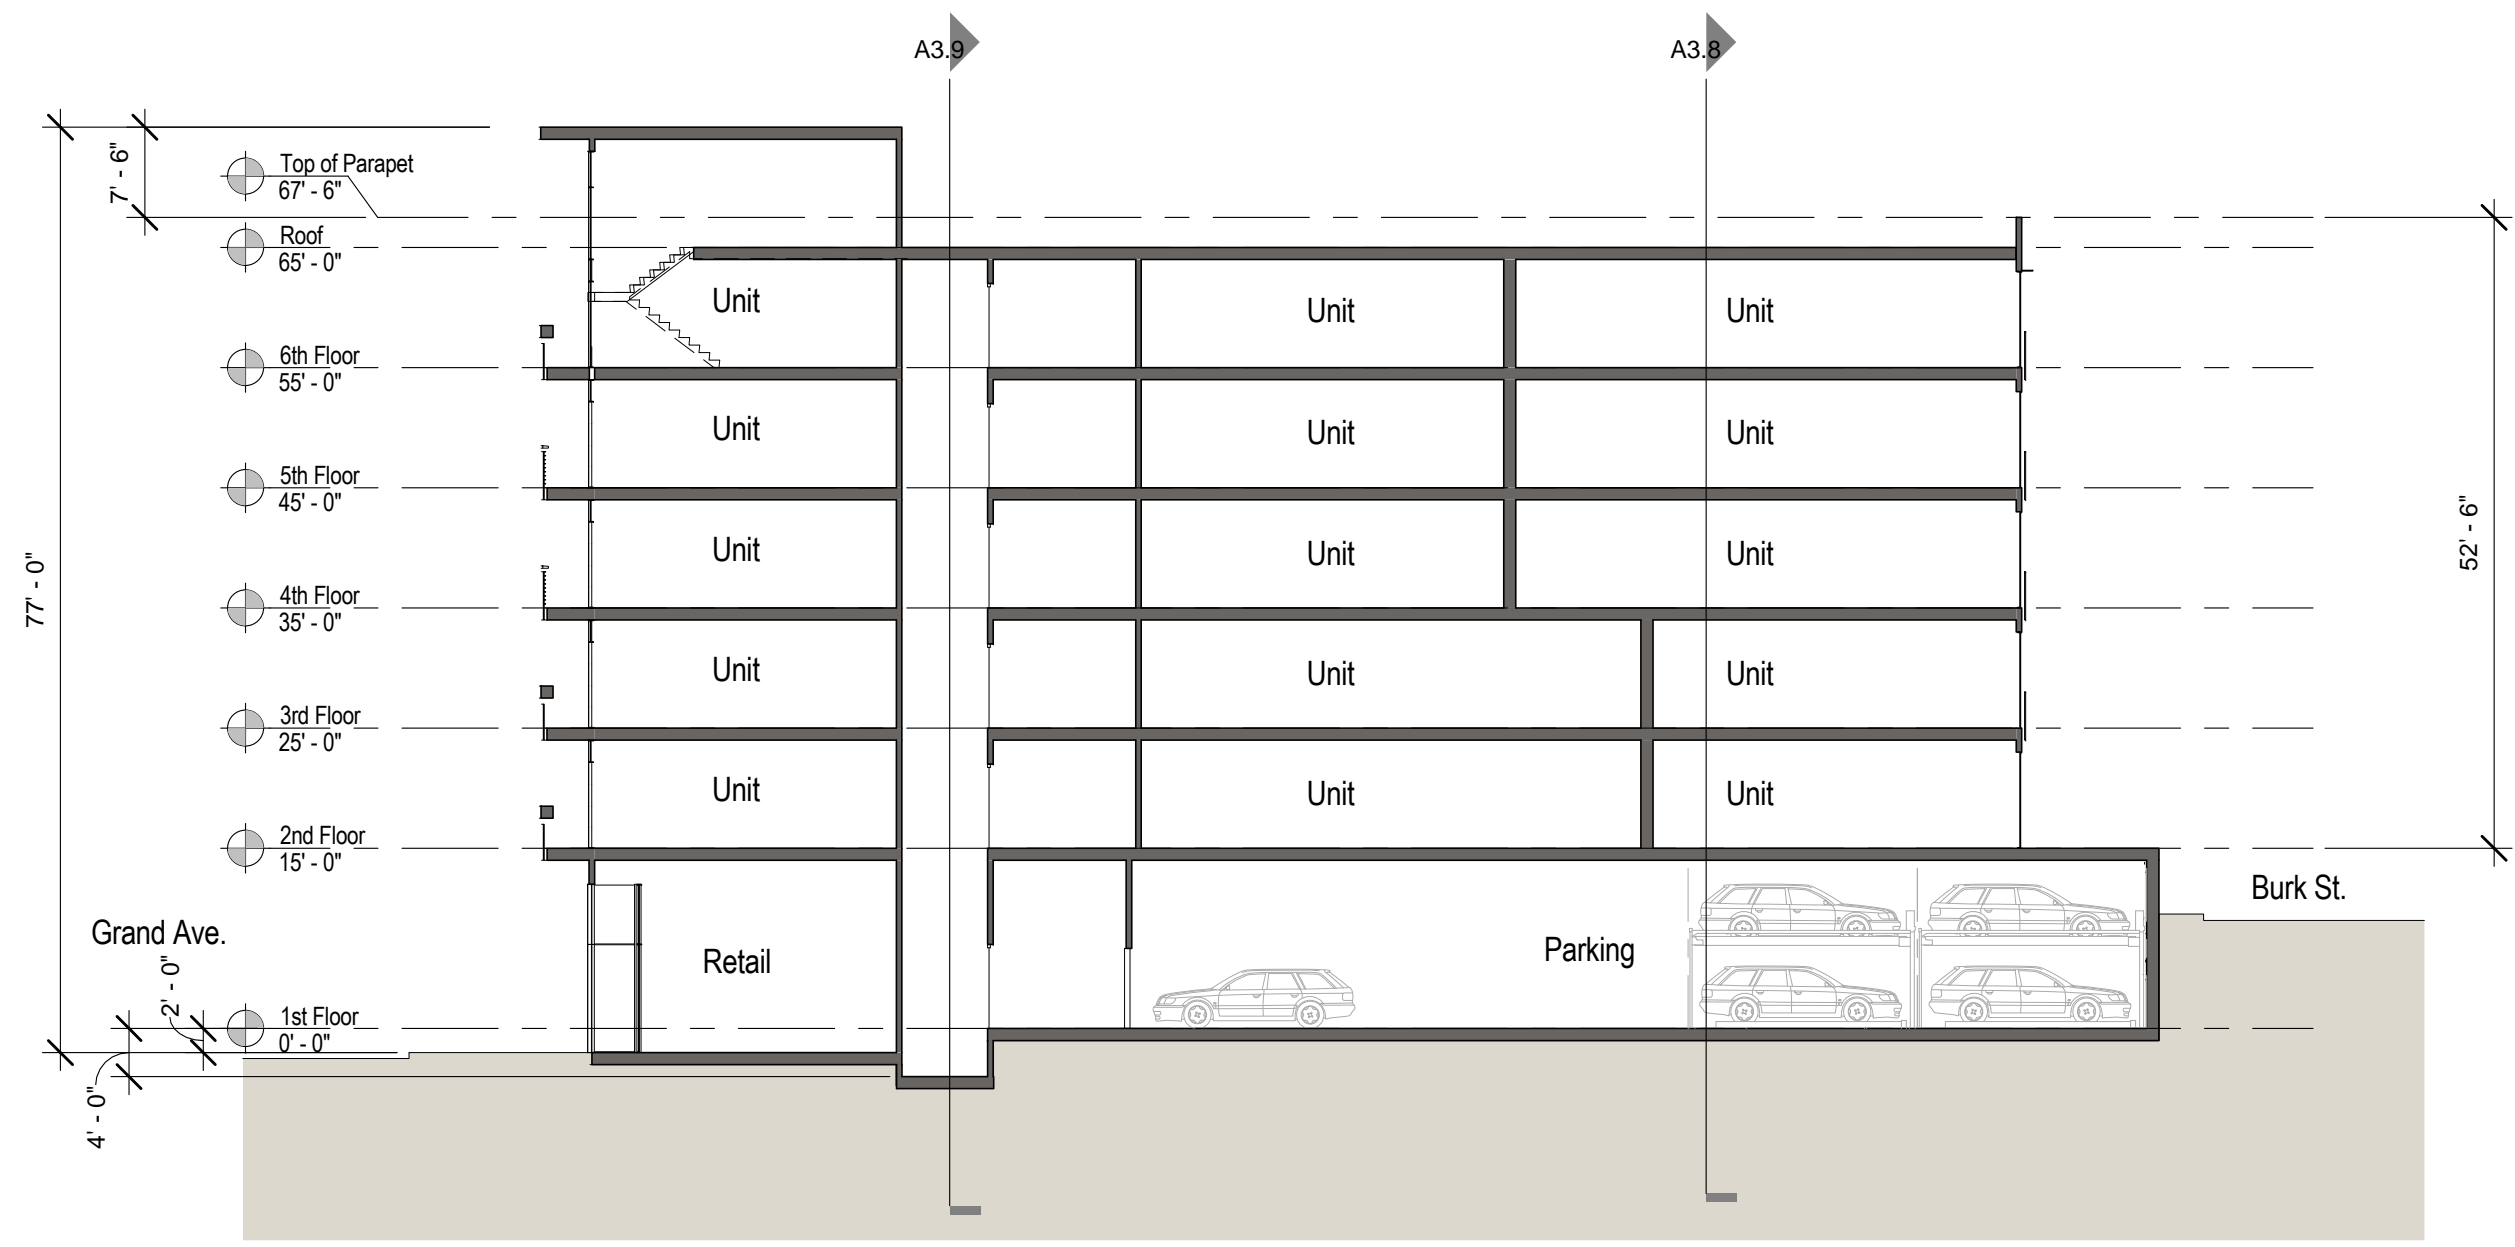 A3.9
A3.8
7' - 6"
Top of Parapet
67' - 6"
Roof
65' - 0"
Unit
Unit
Unit
6th Floor
55' - 0"
Unit
Unit
Unit
5th Floor
45' - 0"
52' - 6"
77' - 0"
Unit
Unit
Unit
4th Floor
35' - 0"
Unit
Unit
Unit
3rd Floor
25' - 0"
Unit
Unit
Unit
2nd Floor
15' - 0"
Burk St.
Grand Ave.
Retail
Parking
2' - 0"
1st Floor
0' - 0"
4' - 0"